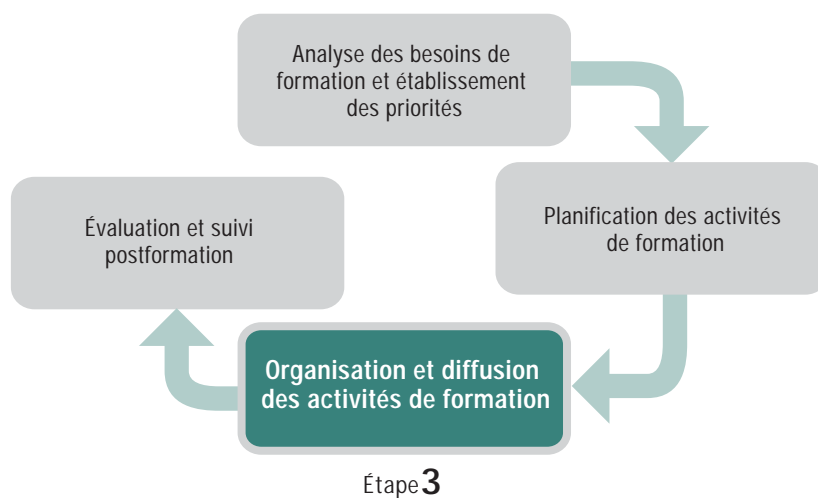 Analyse des besoins de
formation et établissement
des priorités
Planification des activités
de formation
Évaluation et suivi
postformation
Organisation et diffusion
des activités de formation
Étape 3